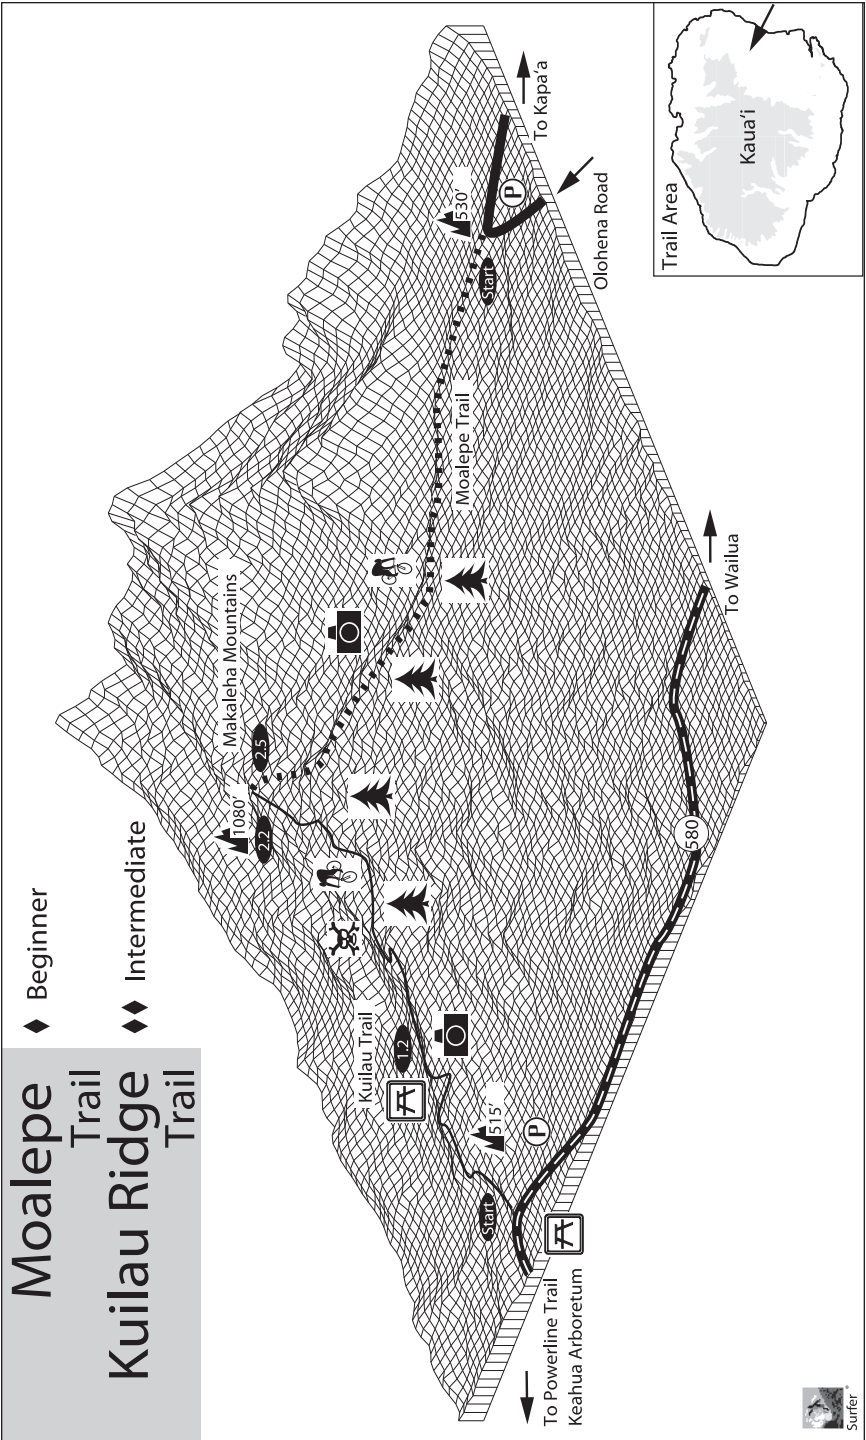 Moalepe
Trail
Kuilau Ridge
Trail
Beginner
Intermediate
Makaleha Mountains
1080'
2.2
2.5
Kuilau Trail
1.2
515'
Start
P
Moalepe Trail
530'
Start
P
To Kapa'a
Olohena Road
To Wailua
580
To Powerline Trail
Keahua Arboretum
Trail Area
Kaua'i
Surfer®